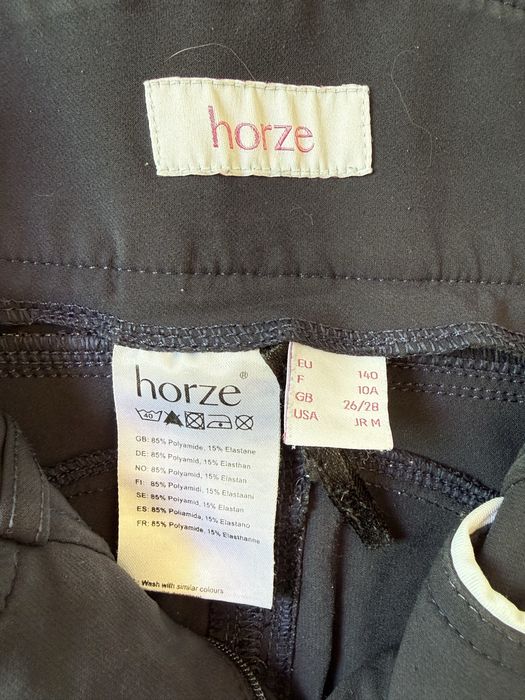 horze
horze®
40
GB: 85% Polyamide, 15% Elastane
DE: 85% Polyamid, 15% Elasthan
NO: 85% Polyamid, 15% Elastan
FI: 85% Polyamidi, 15% Elastaani
SE: 85% Polyamid, 15% Elastan
ES: 85% Poliamida, 15% Elastano
FR: 85% Polyamide, 15% Elasthanne
Wash with similar colours
EU 140
F 10A
GB 26/28
USA JR M